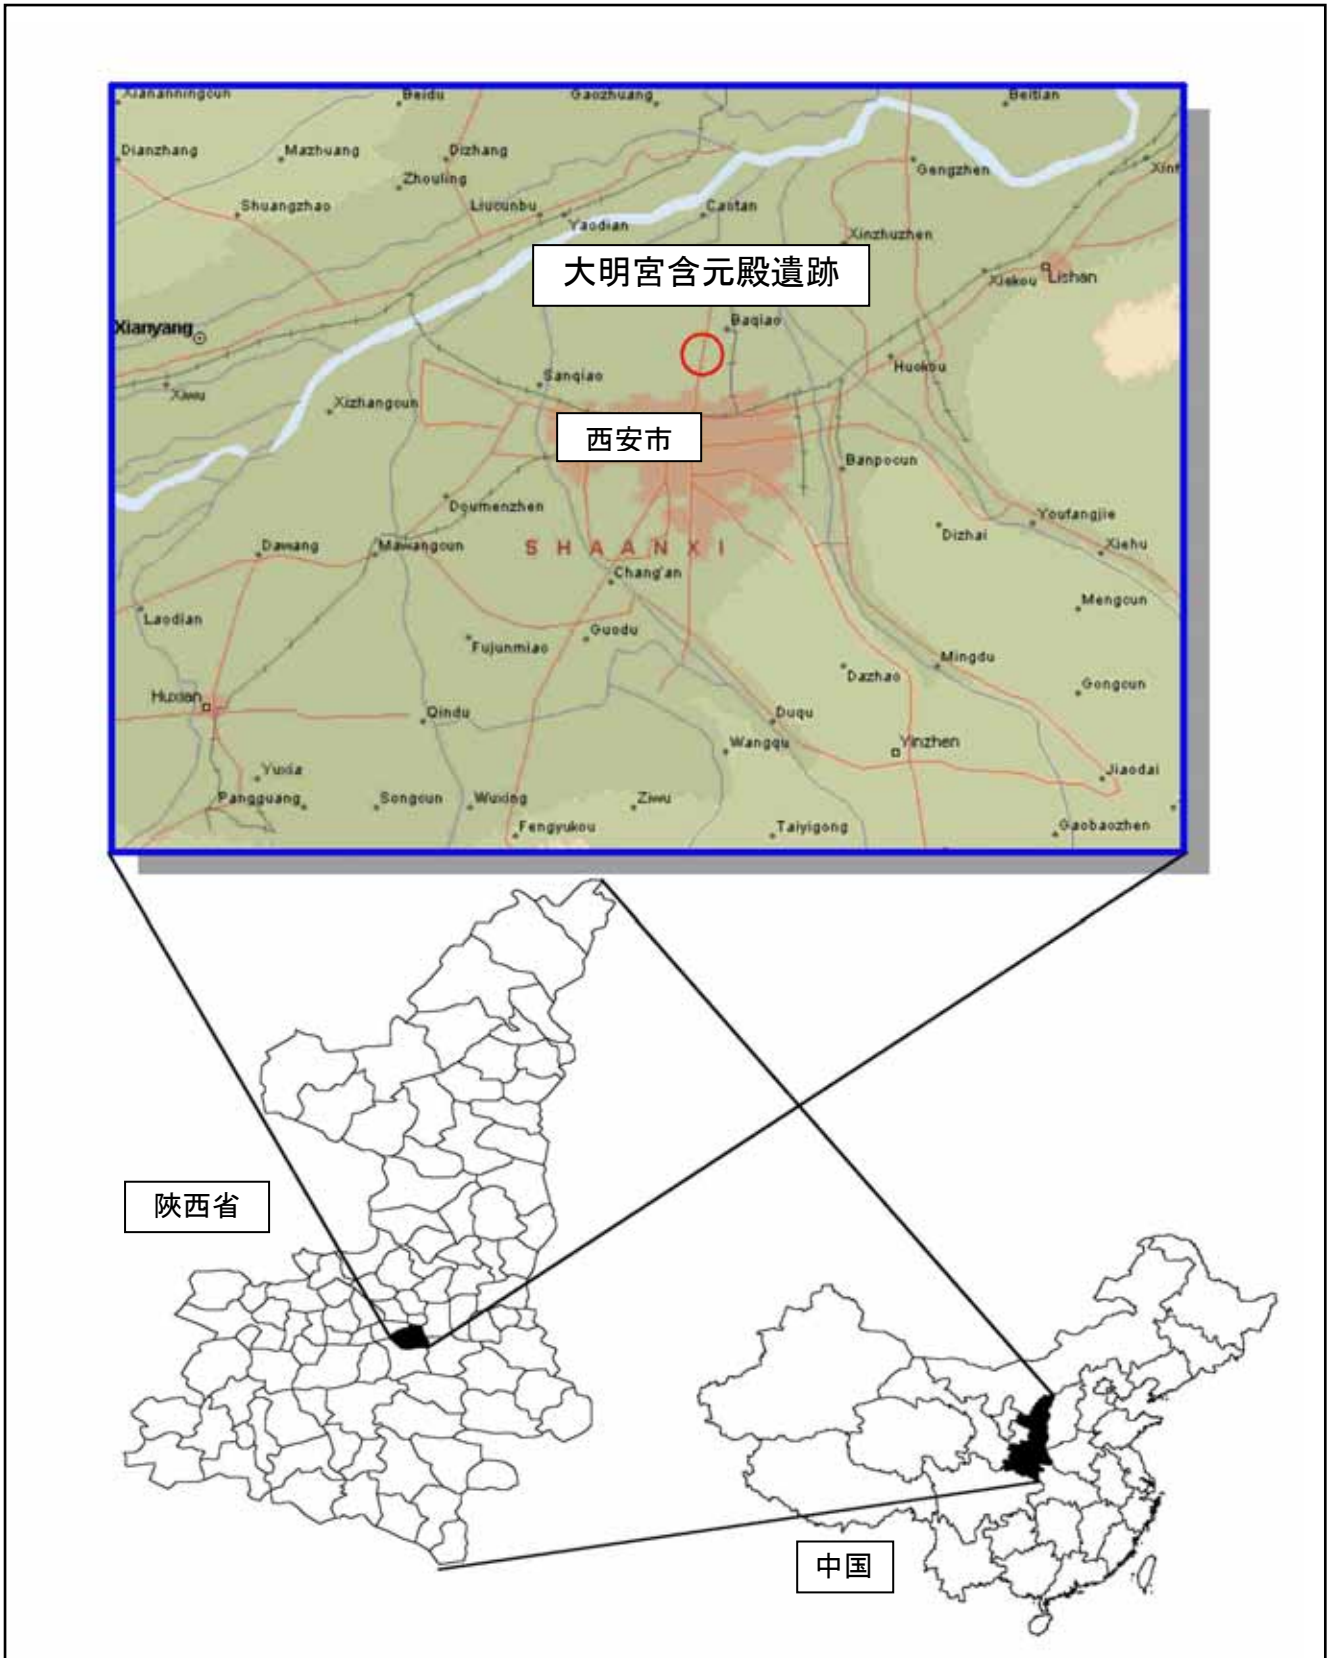 Xiananningcun
Beidu
Gaozhuang
Beitian
Dianzhang
Mazhuang
Dizhang
Gengzhen
Zhouling
Shuangzhao
Liucunbu
Caotan
Yaodian
Xinzhuzhen
大明宮含元殿遺跡
Xiekou
Lishan
Xianyang
Baqiao
Huokou
Sanqiao
Xiwu
Xizhangcun
西安市
Banpocun
Doumenzhen
Youfangjie
Dizhai
Dawang
Mawangcun
SHAANXI
Xiehu
Chang'an
Mengcun
Laodian
Guodu
Fujunmiao
Mingdu
Dazhao
Gongcun
Huxian
Qindu
Duqu
Wangqu
Yinzhen
Yuxia
Jiaodai
Pangguang
Songcun
Wuxing
Ziwu
Fengyukou
Taiyigong
Gaobaozhen
陝西省
中国